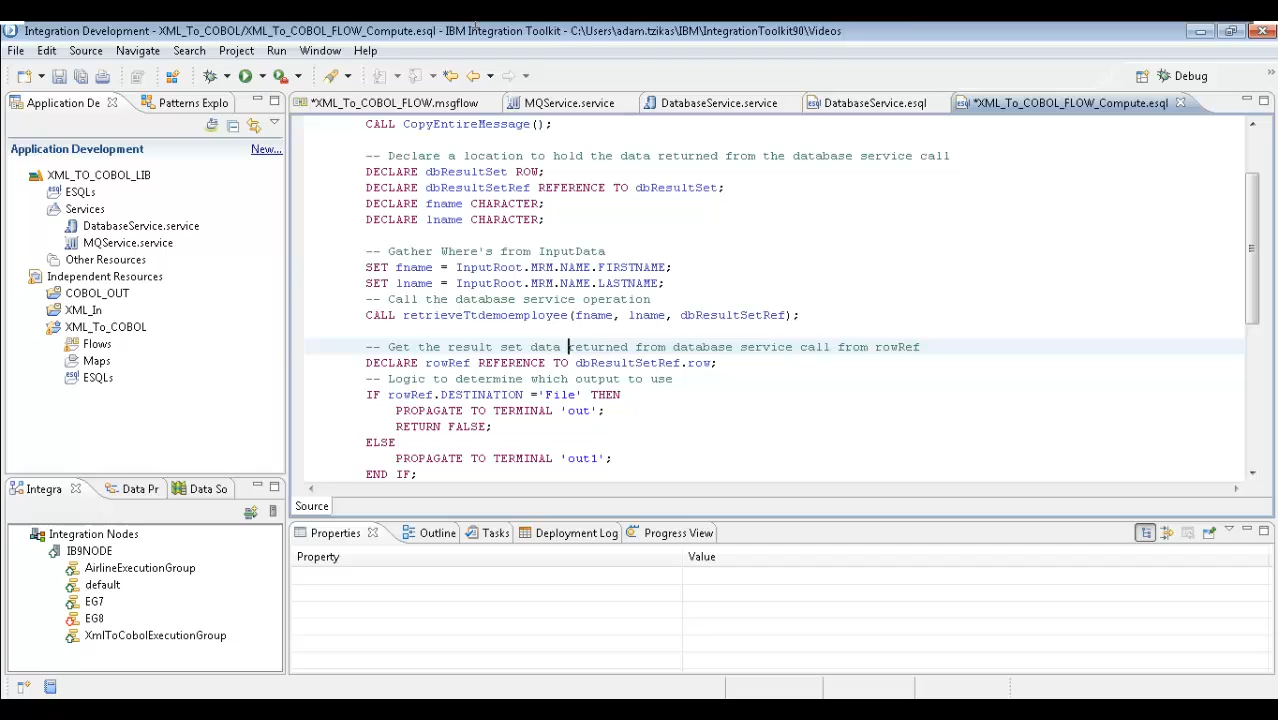 Integration Development - XML_To_COBOL/XML_To_COBOL_FLOW_Compute.esql - IBM Integration Toolkit - C:\Users\adam.tzikas\IBM\IntegrationToolkit90\Videos
File Edit Source Navigate Search Project Run Window Help
Debug
Application De
Patterns Explo
*XML_To_COBOL_FLOW.msgflow
MQService.service
DatabaseService.service
DatabaseService.esql
*XML_To_COBOL_FLOW_Compute.esql
Application Development
New...
XML_TO_COBOL_LIB
ESQLs
Services
DatabaseService.service
MQService.service
Other Resources
Independent Resources
COBOL_OUT
XML_In
XML_To_COBOL
Flows
Maps
ESQLs
CALL CopyEntireMessage();
-- Declare a location to hold the data returned from the database service call
DECLARE dbResultSet ROW;
DECLARE dbResultSetRef REFERENCE TO dbResultSet;
DECLARE fname CHARACTER;
DECLARE lname CHARACTER;
-- Gather Where's from InputData
SET fname = InputRoot.MRM.NAME.FIRSTNAME;
SET lname = InputRoot.MRM.NAME.LASTNAME;
-- Call the database service operation
CALL retrieveTtdemoemployee(fname, lname, dbResultSetRef);
-- Get the result set data returned from database service call from rowRef
DECLARE rowRef REFERENCE TO dbResultSetRef.row;
-- Logic to determine which output to use
IF rowRef.DESTINATION ='File' THEN
PROPAGATE TO TERMINAL 'out';
RETURN FALSE;
ELSE
PROPAGATE TO TERMINAL 'out1';
END IF;
Source
Integra
Data Pr
Data So
Integration Nodes
IB9NODE
AirlineExecutionGroup
default
EG7
EG8
XmlToCobolExecutionGroup
Properties
Outline
Tasks
Deployment Log
Progress View
Property Value